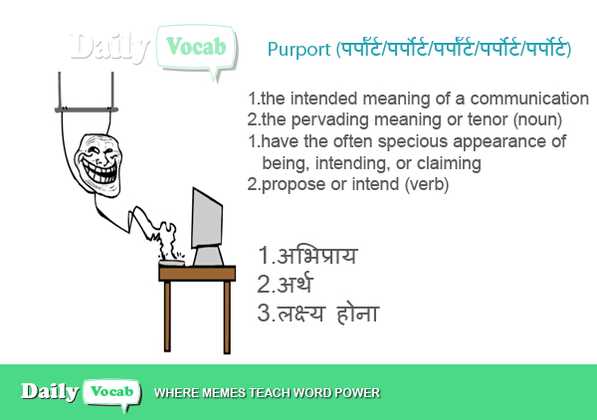 Daily Vocab
Purport (पर्पॉर्ट/पर्पोर्ट/पर्पॉर्ट/पर्पोर्ट/पर्पोर्ट)
1.the intended meaning of a communication
2.the pervading meaning or tenor (noun)
1.have the often specious appearance of
being, intending, or claiming
2.propose or intend (verb)
1.अभिप्राय
2.अर्थ
3.लक्ष्य होना
Daily Vocab WHERE MEMES TEACH WORD POWER